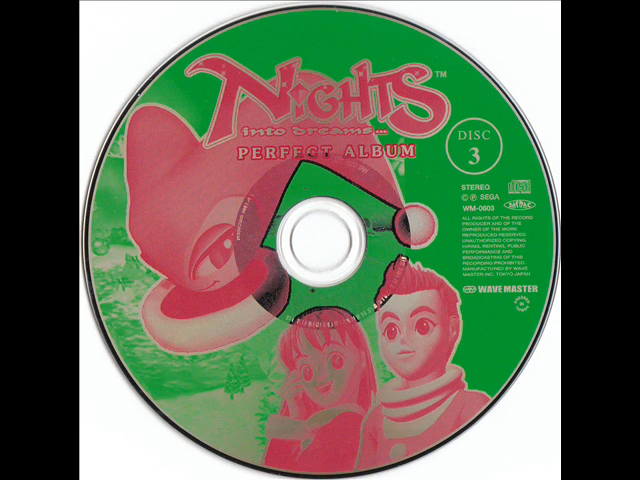 NiGHTS™
into dreams...
PERFECT ALBUM
DISC
3
STEREO
Ⓒ Ⓟ SEGA
WM-0603
ALL RIGHTS OF THE RECORD
PRODUCER AND OF THE
OWNER OF THE WORK
REPRODUCED RESERVED.
UNAUTHORIZED COPYING,
HIRING, RENTING, PUBLIC
PERFORMANCE AND
BROADCASTING OF THIS
RECORDING PROHIBITED.
MANUFACTURED BY WAVE
MASTER INC. TOKYO JAPAN
WAVE MASTER